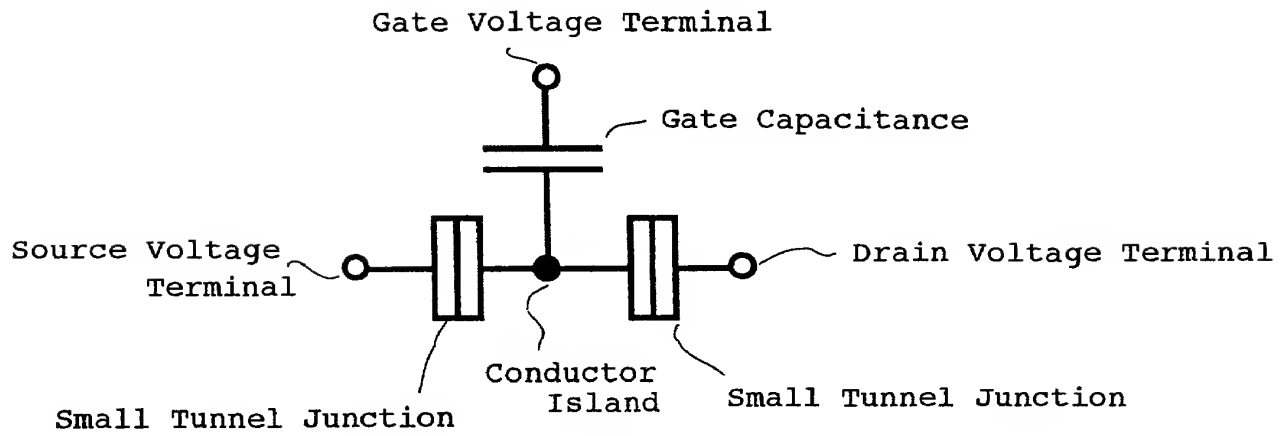 Gate Voltage Terminal
Gate Capacitance
Source Voltage
Terminal
Drain Voltage Terminal
Conductor
Island
Small Tunnel Junction
Small Tunnel Junction